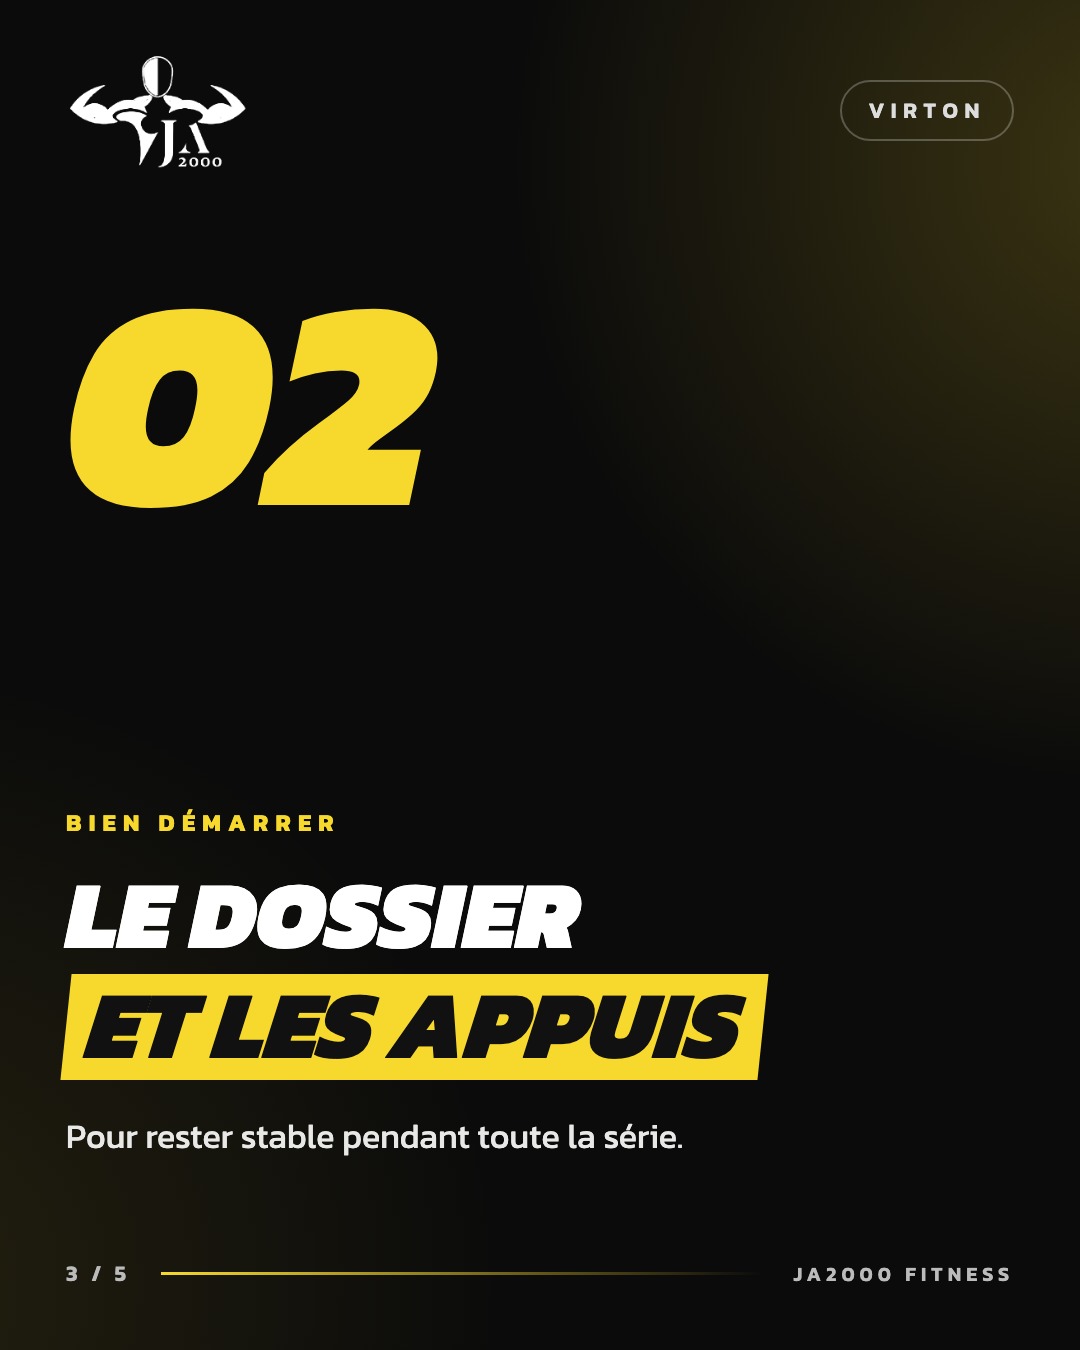 JA
2000
VIRTON
02
BIEN DÉMARRER
LE DOSSIER
ET LES APPUIS
Pour rester stable pendant toute la série.
3 / 5
JA2000 FITNESS